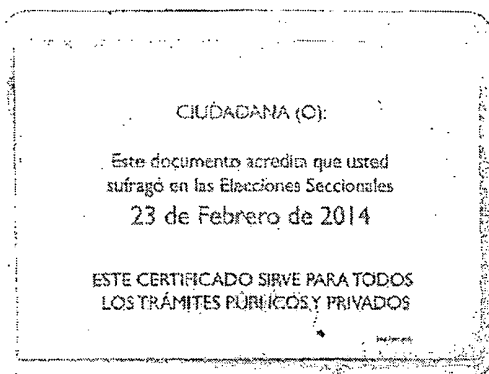 CIUDADANA (O):
Este documento acredita que usted
sufragó en las Elecciones Seccionales
23 de Febrero de 2014
ESTE CERTIFICADO SIRVE PARA TODOS
LOS TRÁMITES PÚBLICOS Y PRIVADOS